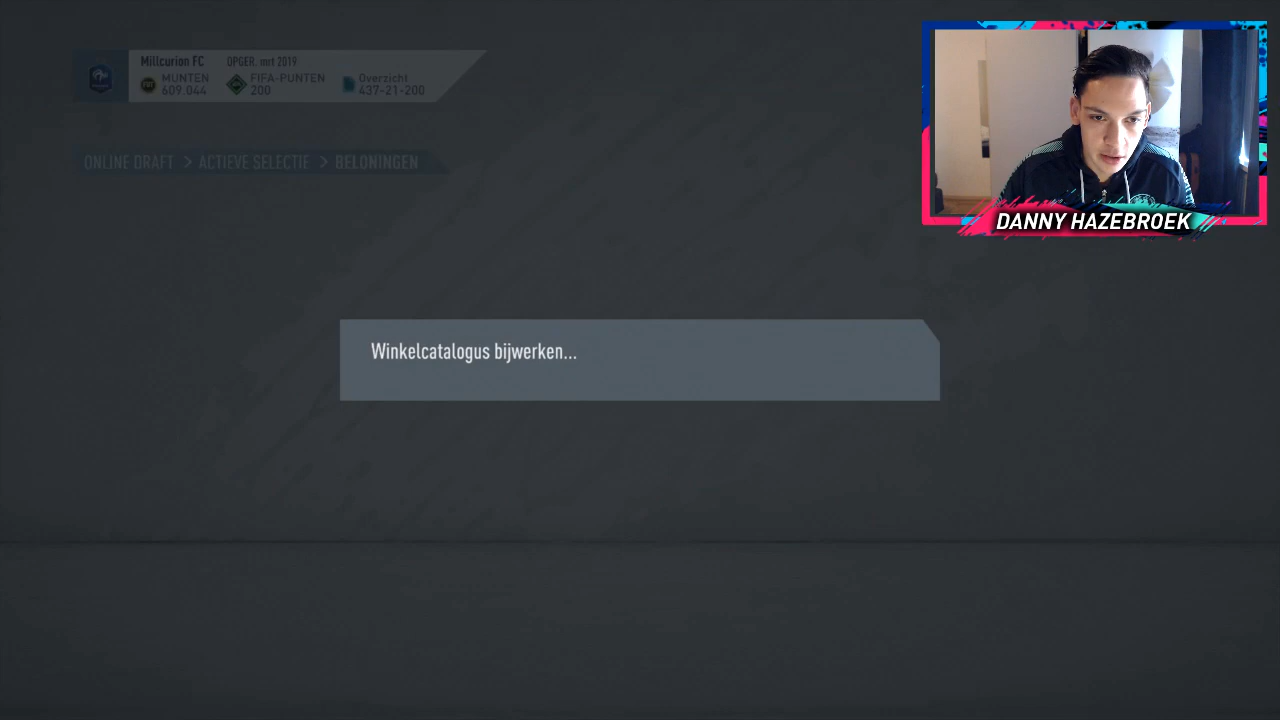 Millcurion FC OPGER. mrt 2019
MUNTEN
609.044
FIFA-PUNTEN
200
Overzicht
437-21-200
ONLINE DRAFT > ACTIEVE SELECTIE > BELONINGEN
DANNY HAZEBROEK
Winkelcatalogus bijwerken...